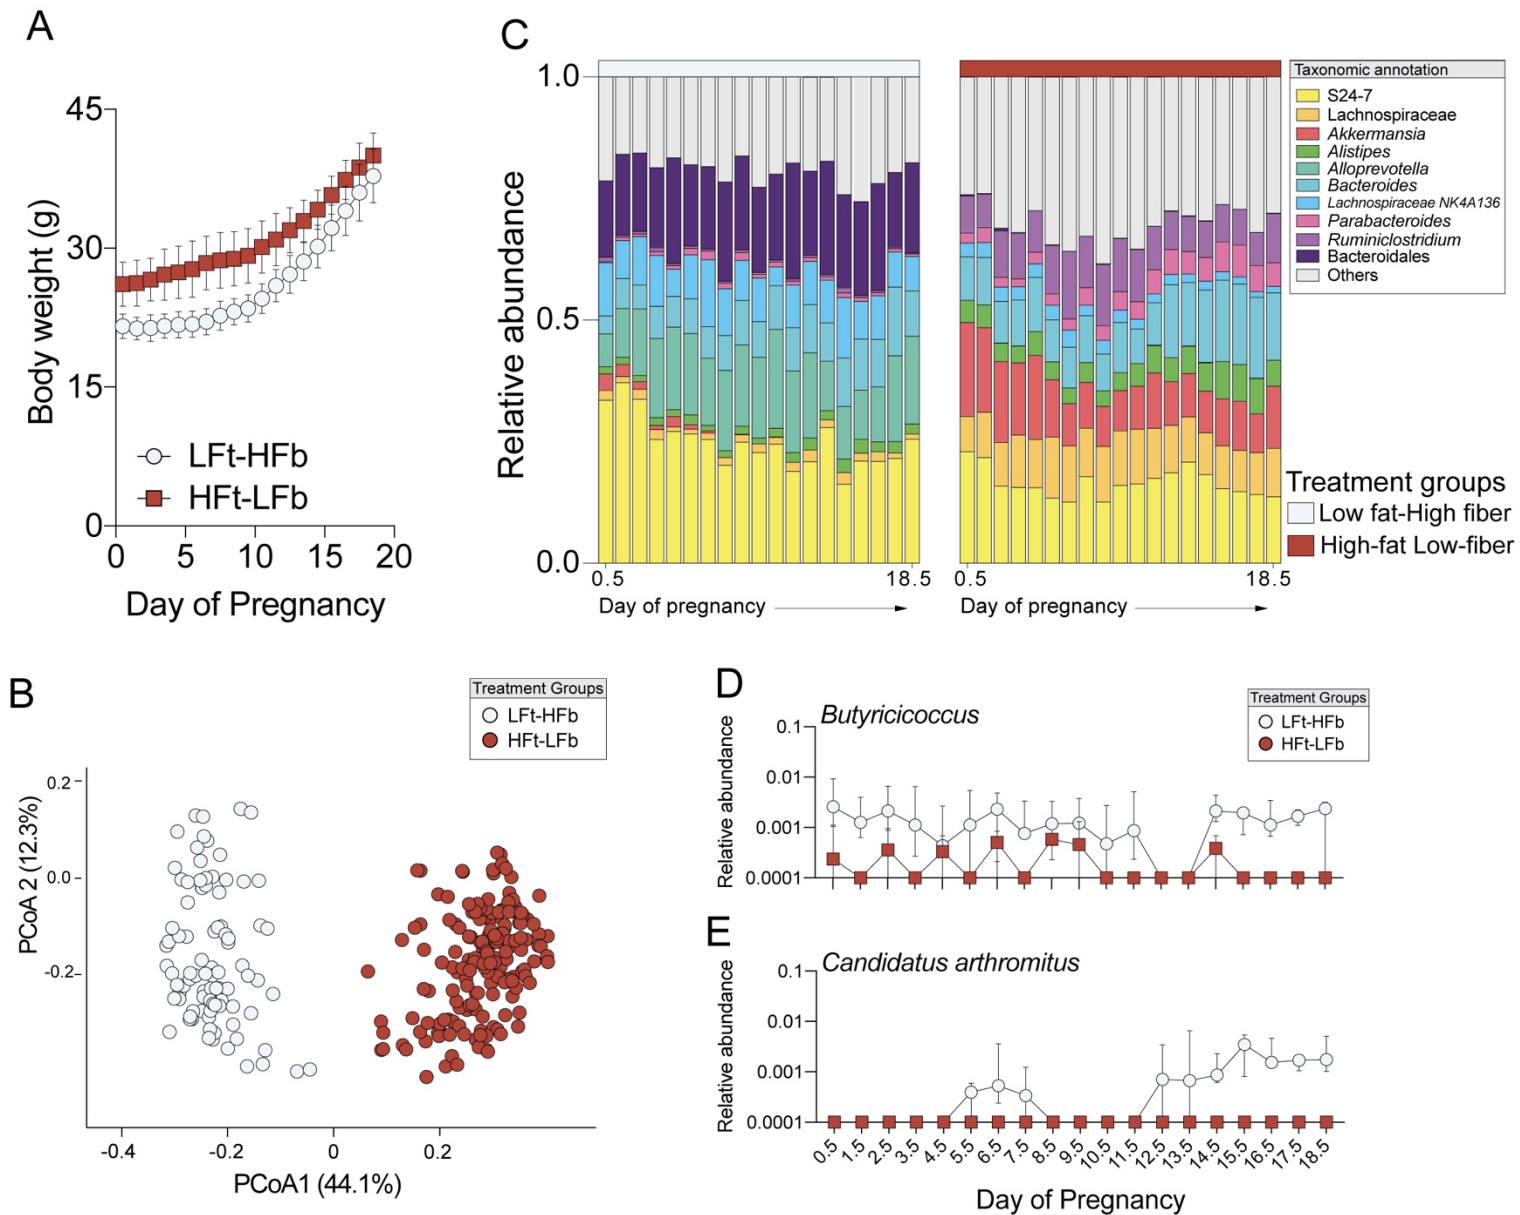 A
45
30
15
0
Body weight (g)
LFt-HFb
HFt-LFb
0 5 10 15 20
Day of Pregnancy
C
1.0
0.5
0.0
Relative abundance
0.5 18.5
Day of pregnancy
0.5 18.5
Day of pregnancy
Taxonomic annotation
S24-7
Lachnospiraceae
Akkermansia
Alistipes
Alloprevotella
Bacteroides
Lachnospiraceae NK4A136
Parabacteroides
Ruminiclostridium
Bacteroidales
Others
Treatment groups
Low fat-High fiber
High-fat Low-fiber
B
Treatment Groups
LFt-HFb
HFt-LFb
0.2
0.0
-0.2
PCoA 2 (12.3%)
-0.4 -0.2 0 0.2
PCoA1 (44.1%)
D
Butyricicoccus
Treatment Groups
LFt-HFb
HFt-LFb
0.1
0.01
0.001
0.0001
Relative abundance
E
Candidatus arthromitus
0.1
0.01
0.001
0.0001
Relative abundance
0.5 1.5 2.5 3.5 4.5 5.5 6.5 7.5 8.5 9.5 10.5 11.5 12.5 13.5 14.5 15.5 16.5 17.5 18.5
Day of Pregnancy